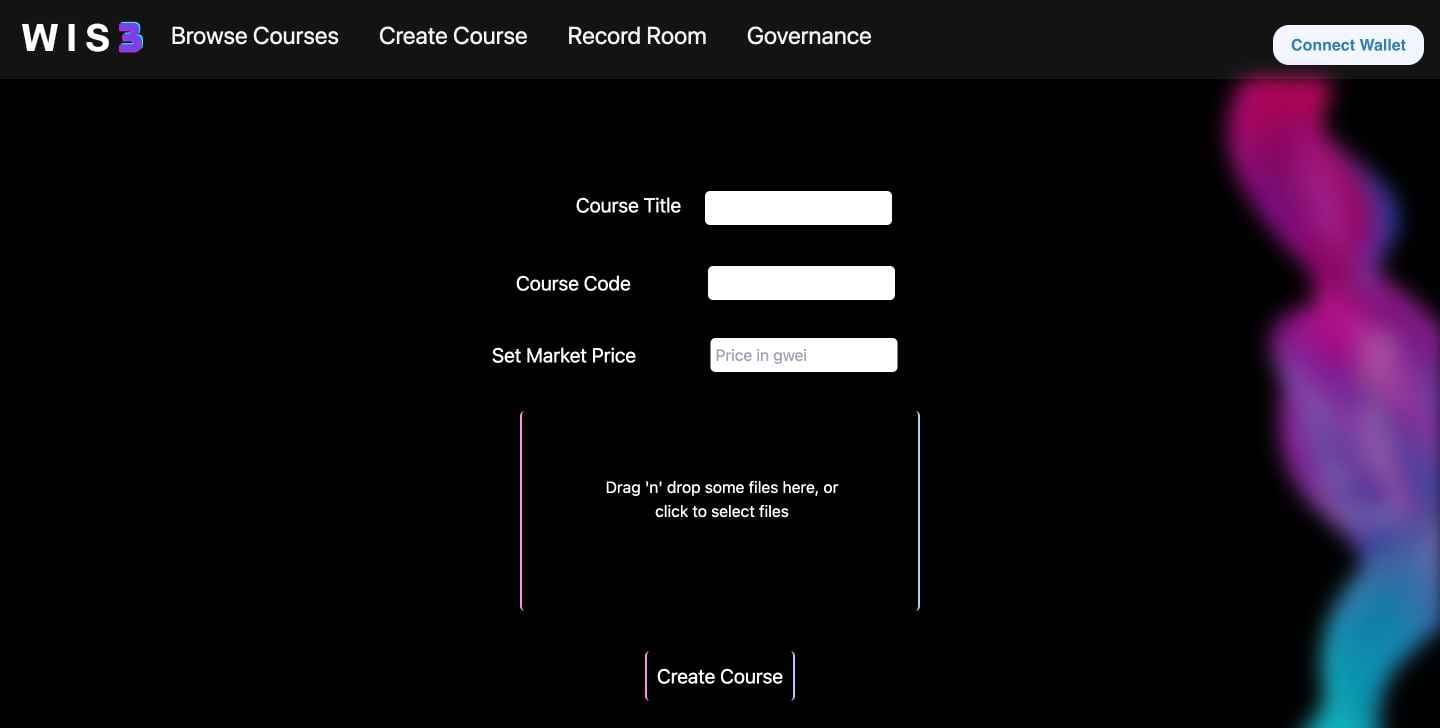 WIS3
Browse Courses
Create Course
Record Room
Governance
Connect Wallet
Course Title
Course Code
Set Market Price
Price in gwei
Drag 'n' drop some files here, or
click to select files
Create Course